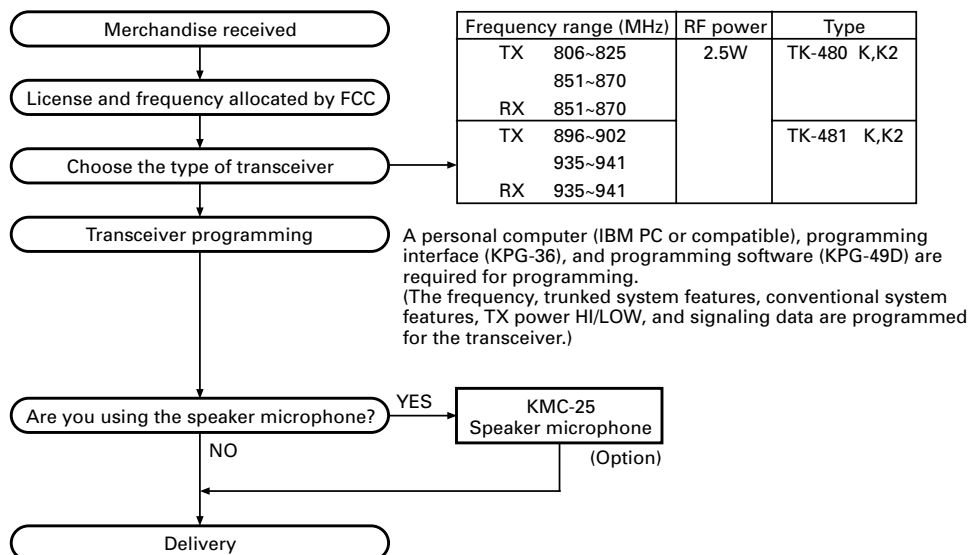 Merchandise received
License and frequency allocated by FCC
Choose the type of transceiver
Frequency range (MHz) RF power Type
TX 806~825 2.5W TK-480 K,K2
851~870
RX 851~870
TX 896~902 TK-481 K,K2
935~941
RX 935~941
Transceiver programming
A personal computer (IBM PC or compatible), programming
interface (KPG-36), and programming software (KPG-49D) are
required for programming.
(The frequency, trunked system features, conventional system
features, TX power HI/LOW, and signaling data are programmed
for the transceiver.)
Are you using the speaker microphone?
YES
KMC-25
Speaker microphone
(Option)
NO
Delivery